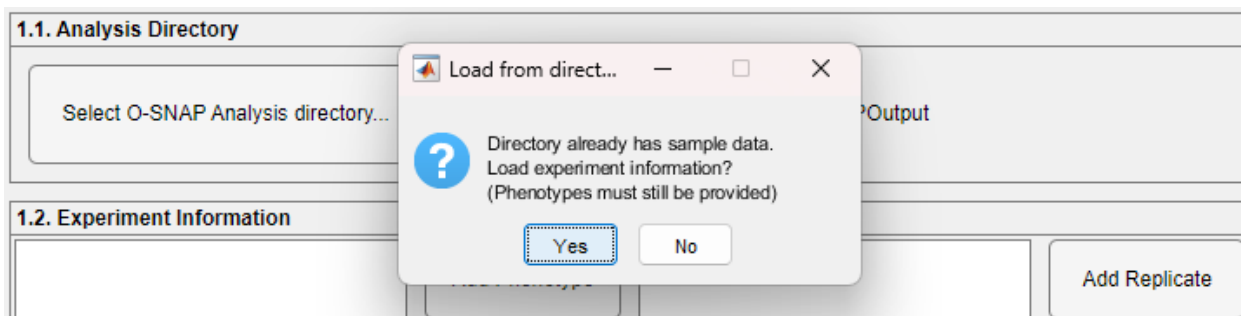 1.1. Analysis Directory
Load from direct...
Select O-SNAP Analysis directory...
Output
Directory already has sample data.
Load experiment information?
(Phenotypes must still be provided)
Yes
No
1.2. Experiment Information
Add Replicate